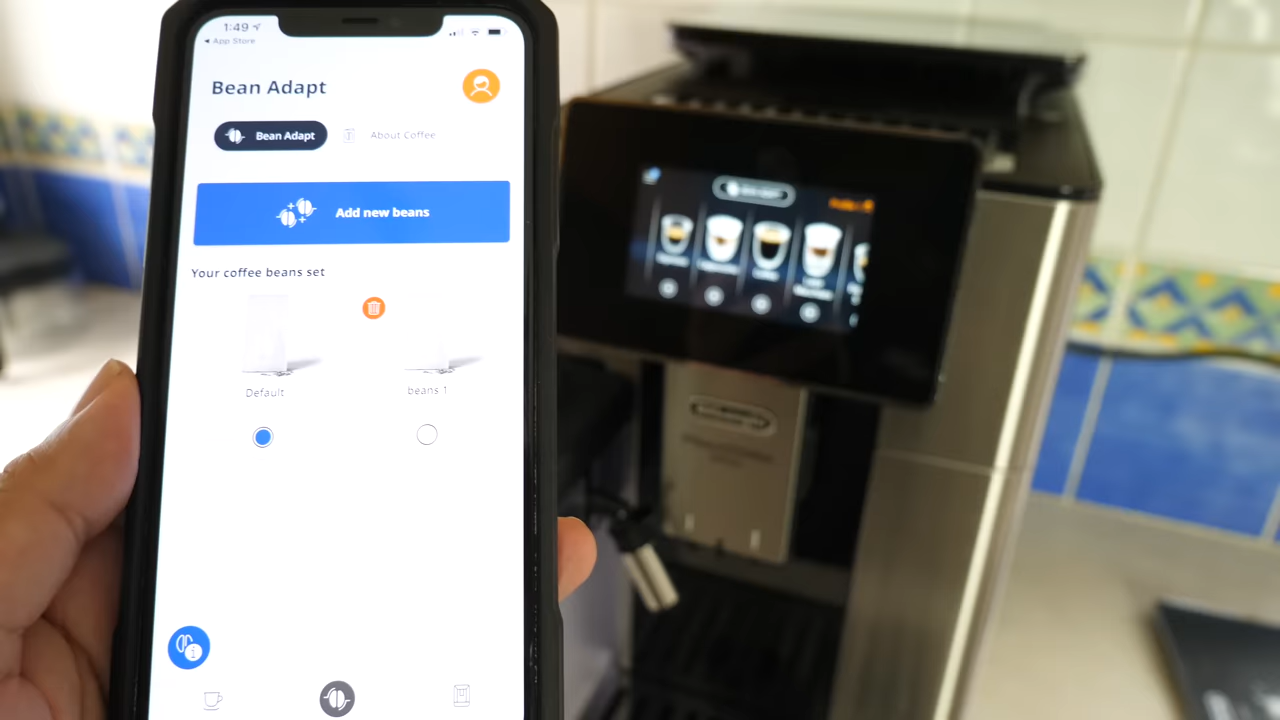 1:49
◂ App Store
Bean Adapt
Bean Adapt
About Coffee
Add new beans
Your coffee beans set
Default
beans 1